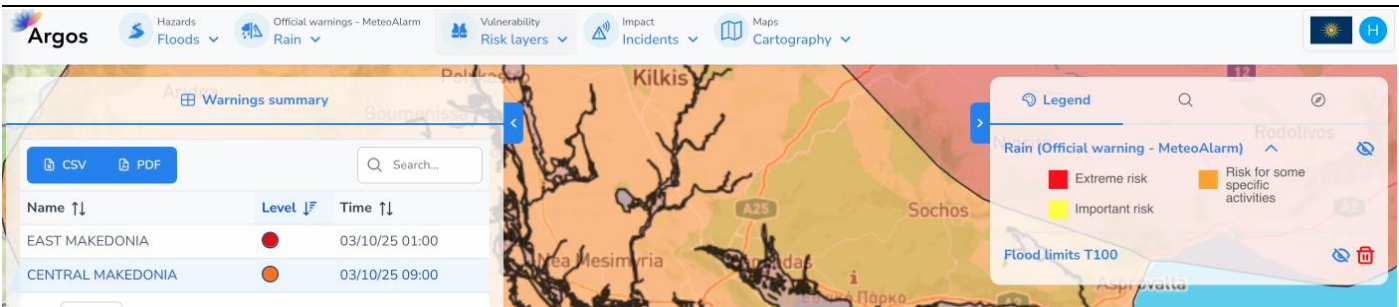 Argos
Hazards
Floods
Official warnings - MeteoAlarm
Rain
Vulnerability
Risk layers
Impact
Incidents
Maps
Cartography
H
Warnings summary
CSV PDF Search...
Name Level Time
EAST MAKEDONIA 03/10/25 01:00
CENTRAL MAKEDONIA 03/10/25 09:00
Goumenissa
Kilkis
A25
Sochos
Nea Mesimvria
12
Rodolivos
Asprovalta
Legend
Rain (Official warning - MeteoAlarm)
Extreme risk
Risk for some
specific
activities
Important risk
Flood limits T100